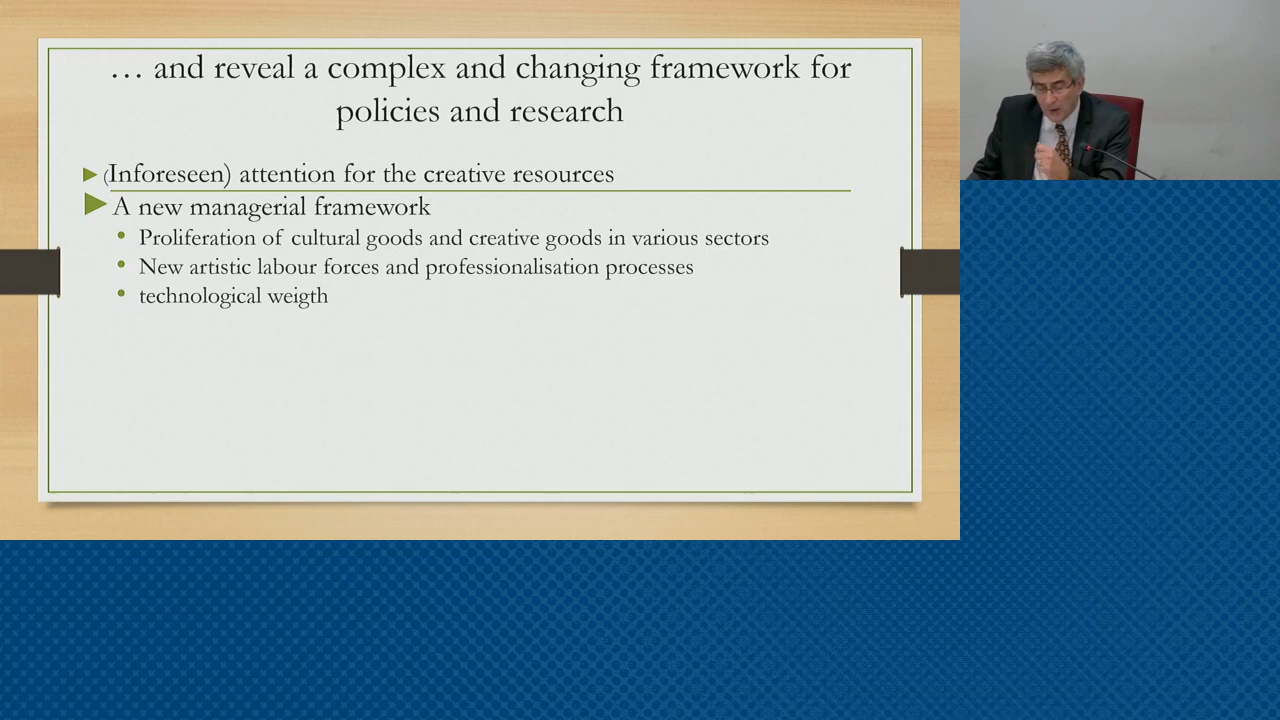 … and reveal a complex and changing framework for
policies and research
(Inforeseen) attention for the creative resources
A new managerial framework
Proliferation of cultural goods and creative goods in various sectors
New artistic labour forces and professionalisation processes
technological weigth